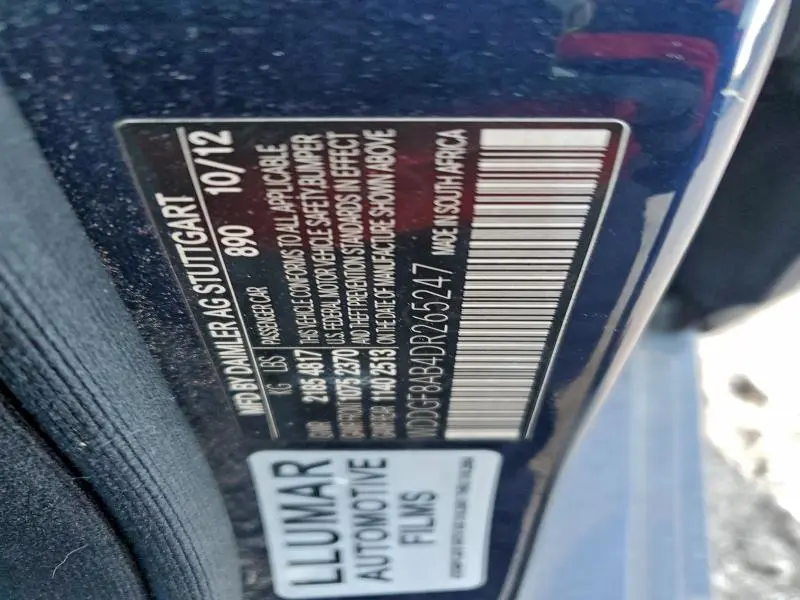 MFD BY DAIMLER AG STUTTGART
PASSENGER CAR 890 10/12
KG LBS
GVWR 2185 4817
GAWR FRONT 1075 2370
GAWR REAR 1140 2513
THIS VEHICLE CONFORMS TO ALL APPLICABLE
U.S. FEDERAL MOTOR VEHICLE SAFETY, BUMPER
AND THEFT PREVENTION STANDARDS IN EFFECT
ON THE DATE OF MANUFACTURE SHOWN ABOVE
WDDGF8AB4DR265247
MADE IN SOUTH AFRICA
LLUMAR
AUTOMOTIVE
FILMS